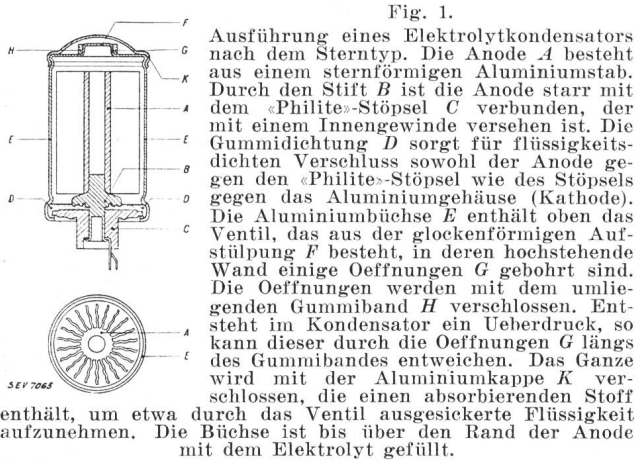 Fig. 1.
Ausführung eines Elektrolytkondensators
nach dem Sterntyp. Die Anode A besteht
aus einem sternförmigen Aluminiumstab.
Durch den Stift B ist die Anode starr mit
dem «Philite»-Stöpsel C verbunden, der
mit einem Innengewinde versehen ist. Die
Gummidichtung D sorgt für flüssigkeits-
dichten Verschluss sowohl der Anode ge-
gen den «Philite»-Stöpsel wie des Stöpsels
gegen das Aluminiumgehäuse (Kathode).
Die Aluminiumbüchse E enthält oben das
Ventil, das aus der glockenförmigen Auf-
stülpung F besteht, in deren hochstehende
Wand einige Oeffnungen G gebohrt sind.
Die Oeffnungen werden mit dem umlie-
genden Gummiband H verschlossen. Ent-
steht im Kondensator ein Ueberdruck, so
kann dieser durch die Oeffnungen G längs
des Gummibandes entweichen. Das Ganze
wird mit der Aluminiumkappe K ver-
schlossen, die einen absorbierenden Stoff
enthält, um etwa durch das Ventil ausgesickerte Flüssigkeit
aufzunehmen. Die Büchse ist bis über den Rand der Anode
mit dem Elektrolyt gefüllt.
F
H
G
K
A
E
E
B
D
D
C
A
E
SEV 7065